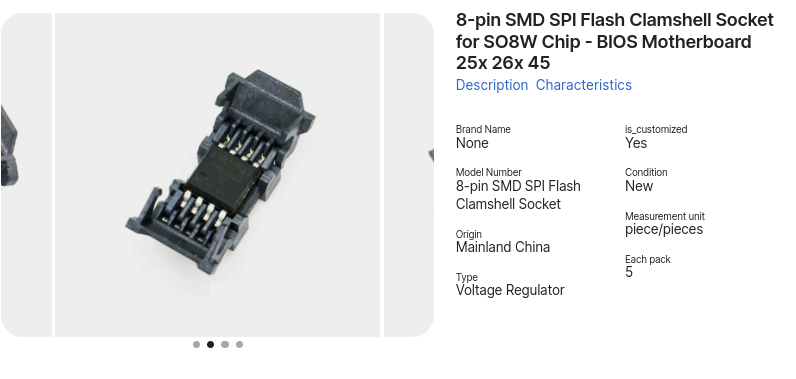 8-pin SMD SPI Flash Clamshell Socket
for SO8W Chip - BIOS Motherboard
25x 26x 45
Description Characteristics
Brand Name
None
Model Number
8-pin SMD SPI Flash
Clamshell Socket
Origin
Mainland China
Type
Voltage Regulator
is_customized
Yes
Condition
New
Measurement unit
piece/pieces
Each pack
5